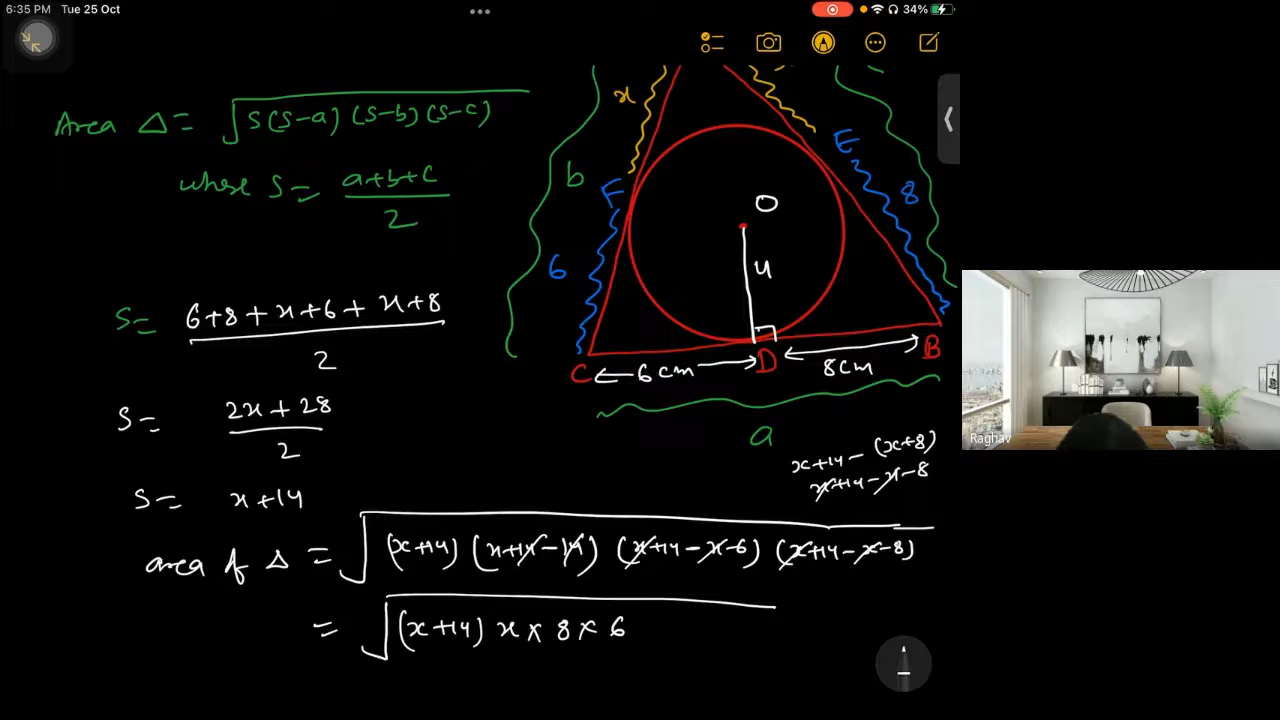 6:35 PM Tue 25 Oct
34%
Area Δ = √S(S-a)(S-b)(S-c)
where S = a+b+c
2
S = 6+8+x+6+x+8
2
S = 2x+28
2
S = x+14
area of Δ = √(x+14)(x+14-14)(x+14-x-6)(x+14-x-8)
= √(x+14)x×8×6
x
b
F
E
8
O
6
4
C
6cm
D
8cm
B
a
x+14-(x+8)
x+14-x-8
Raghav